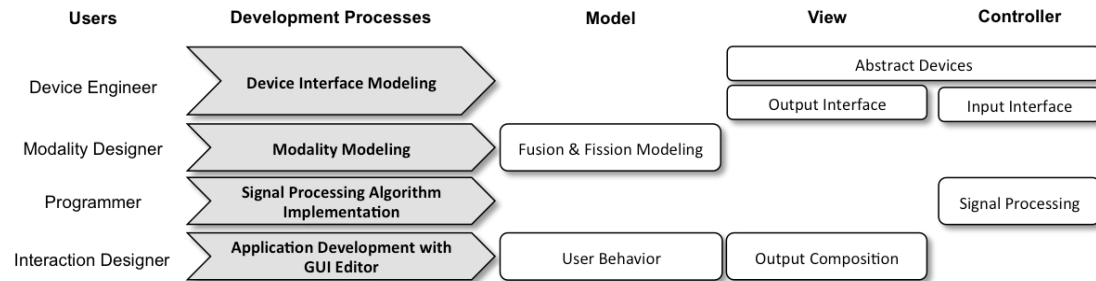 Users Development Processes Model View Controller
Device Engineer Device Interface Modeling Abstract Devices
Output Interface Input Interface
Modality Designer Modality Modeling Fusion & Fission Modeling
Programmer Signal Processing Algorithm
Implementation Signal Processing
Interaction Designer Application Development with
GUI Editor User Behavior Output Composition